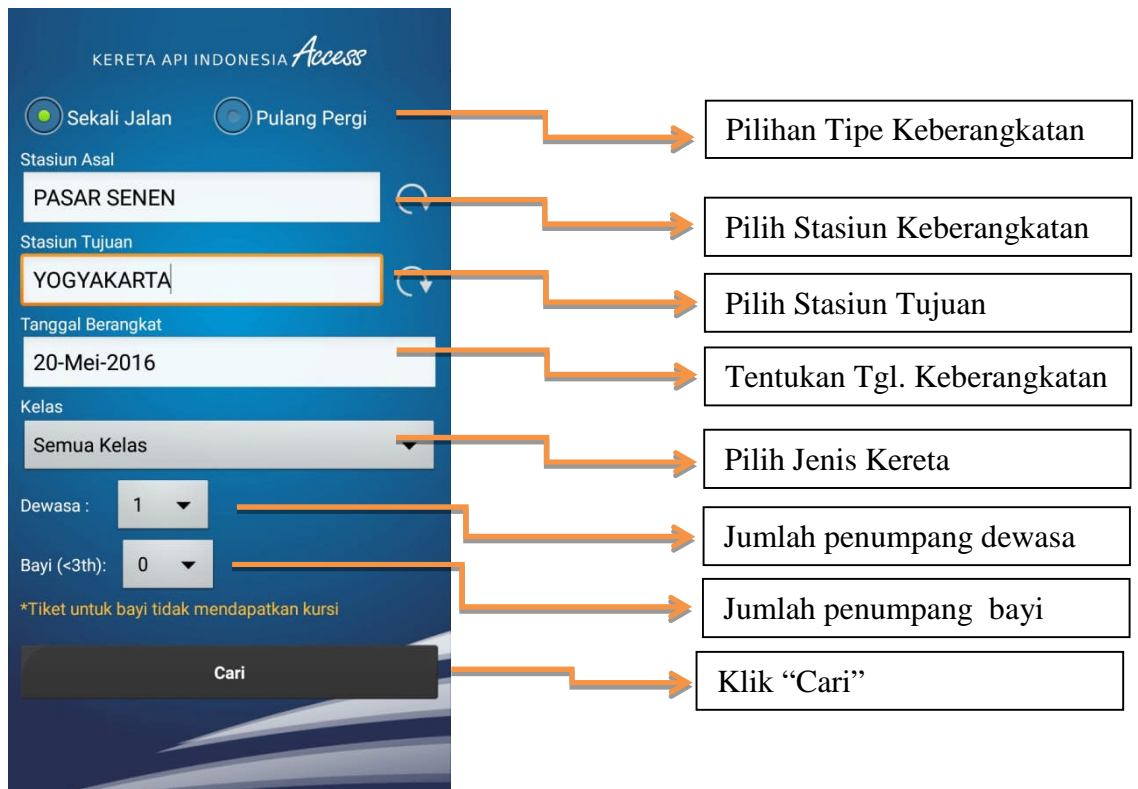 KERETA API INDONESIA Access
Sekali Jalan Pulang Pergi
Pilihan Tipe Keberangkatan
Stasiun Asal
PASAR SENEN
Pilih Stasiun Keberangkatan
Stasiun Tujuan
YOGYAKARTA
Pilih Stasiun Tujuan
Tanggal Berangkat
20-Mei-2016
Tentukan Tgl. Keberangkatan
Kelas
Semua Kelas
Pilih Jenis Kereta
Dewasa : 1
Jumlah penumpang dewasa
Bayi (<3th): 0
Jumlah penumpang bayi
*Tiket untuk bayi tidak mendapatkan kursi
Cari
Klik “Cari”